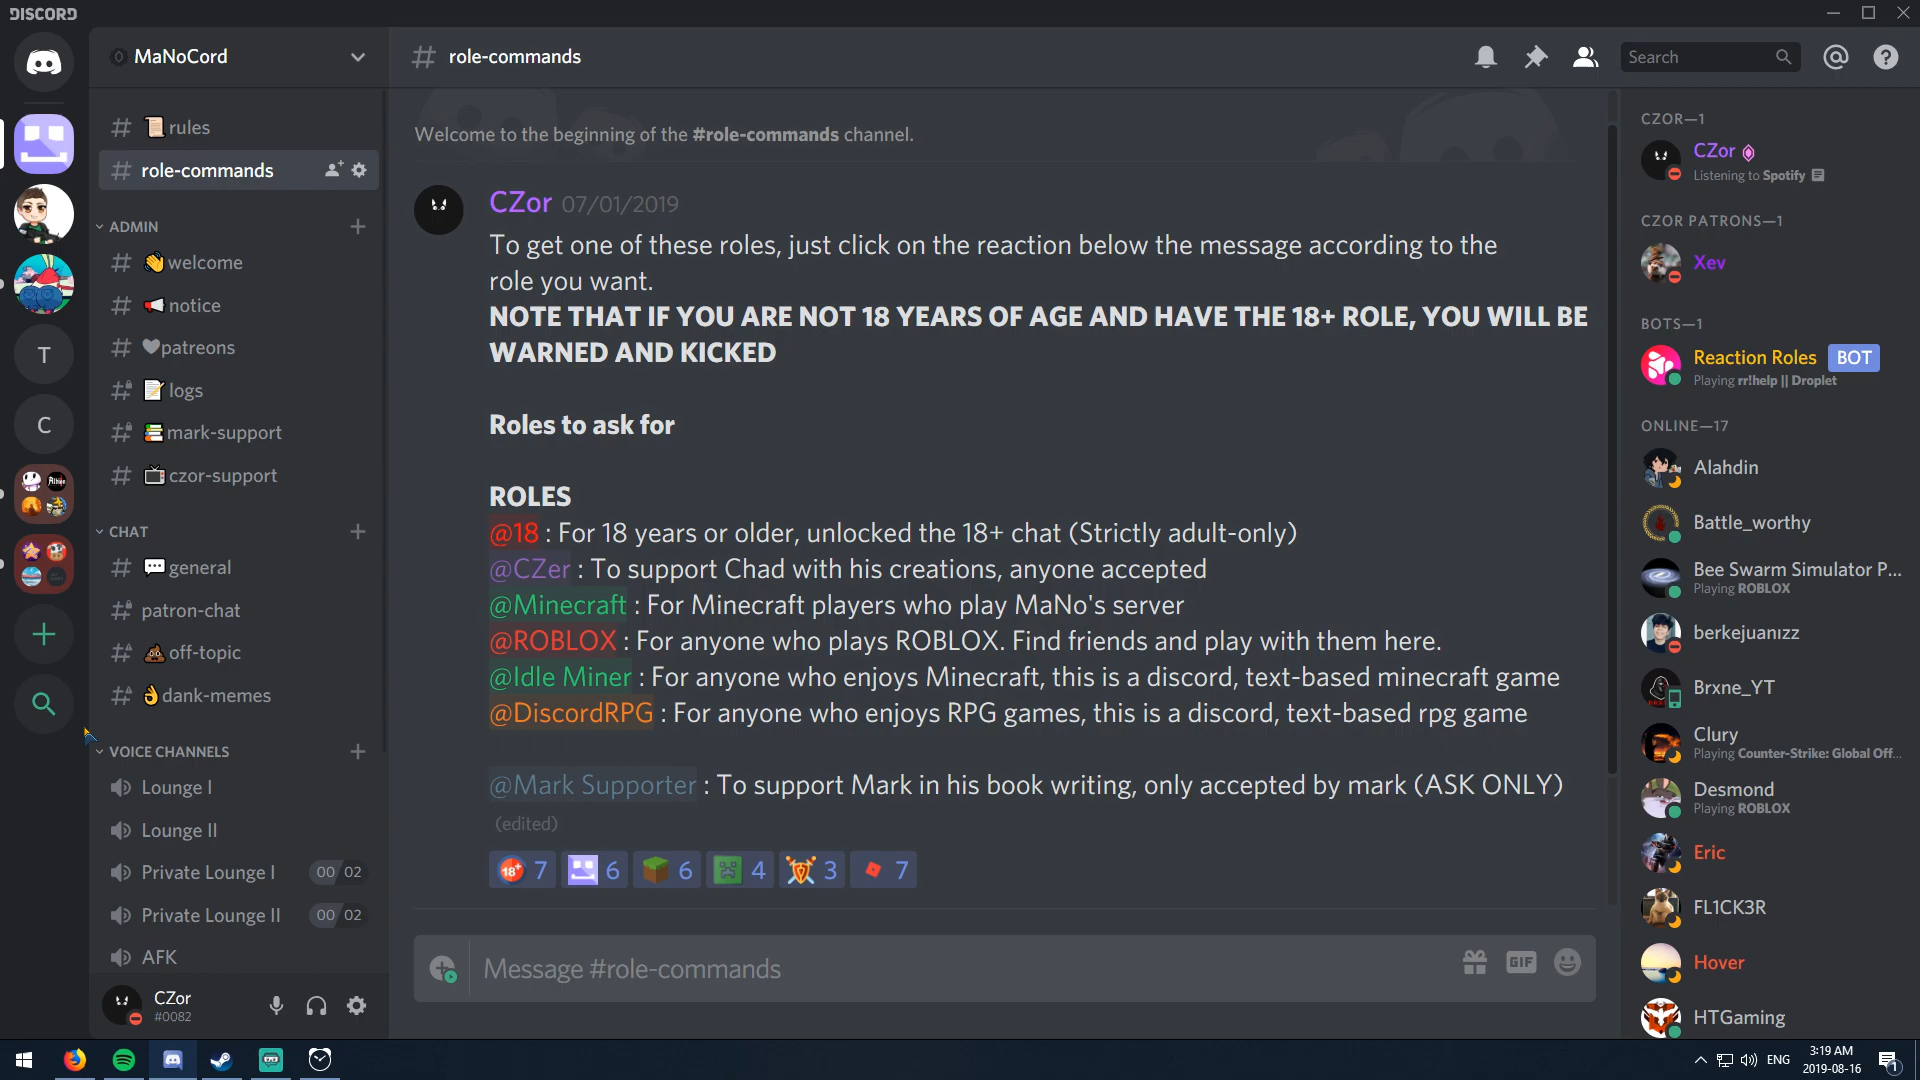 DISCORD
MaNoCord
# role-commands
Search
# rules
# role-commands
ADMIN
# welcome
# notice
# patreons
# logs
# mark-support
# czor-support
CHAT
# general
# patron-chat
# off-topic
# dank-memes
VOICE CHANNELS
Lounge I
Lounge II
Private Lounge I 00 02
Private Lounge II 00 02
AFK
CZor
#0082
T
C
Welcome to the beginning of the #role-commands channel.
CZor 07/01/2019
To get one of these roles, just click on the reaction below the message according to the
role you want.
NOTE THAT IF YOU ARE NOT 18 YEARS OF AGE AND HAVE THE 18+ ROLE, YOU WILL BE
WARNED AND KICKED
Roles to ask for
ROLES
@18 : For 18 years or older, unlocked the 18+ chat (Strictly adult-only)
@CZer : To support Chad with his creations, anyone accepted
@Minecraft : For Minecraft players who play MaNo's server
@ROBLOX : For anyone who plays ROBLOX. Find friends and play with them here.
@Idle Miner : For anyone who enjoys Minecraft, this is a discord, text-based minecraft game
@DiscordRPG : For anyone who enjoys RPG games, this is a discord, text-based rpg game
@Mark Supporter : To support Mark in his book writing, only accepted by mark (ASK ONLY)
(edited)
18+ 7 6 6 4 3 7
Message #role-commands
GIF
CZOR—1
CZor
Listening to Spotify
CZOR PATRONS—1
Xev
BOTS—1
Reaction Roles BOT
Playing rr!help || Droplet
ONLINE—17
Alahdin
Battle_worthy
Bee Swarm Simulator P...
Playing ROBLOX
berkejuanızz
Brxne_YT
Clury
Playing Counter-Strike: Global Off...
Desmond
Playing ROBLOX
Eric
FL1CK3R
Hover
HTGaming
ENG
3:19 AM
2019-08-16
1